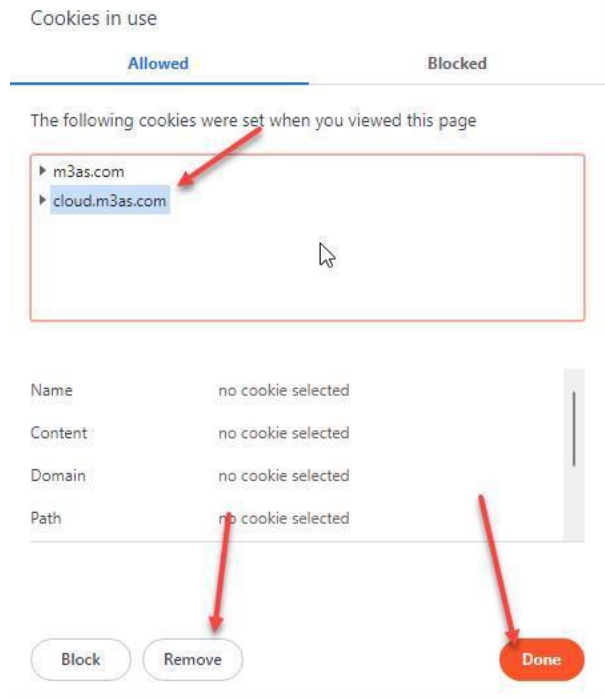 Cookies in use
Allowed Blocked
The following cookies were set when you viewed this page
m3as.com
cloud.m3as.com
Name no cookie selected
Content no cookie selected
Domain no cookie selected
Path no cookie selected
Block Remove Done